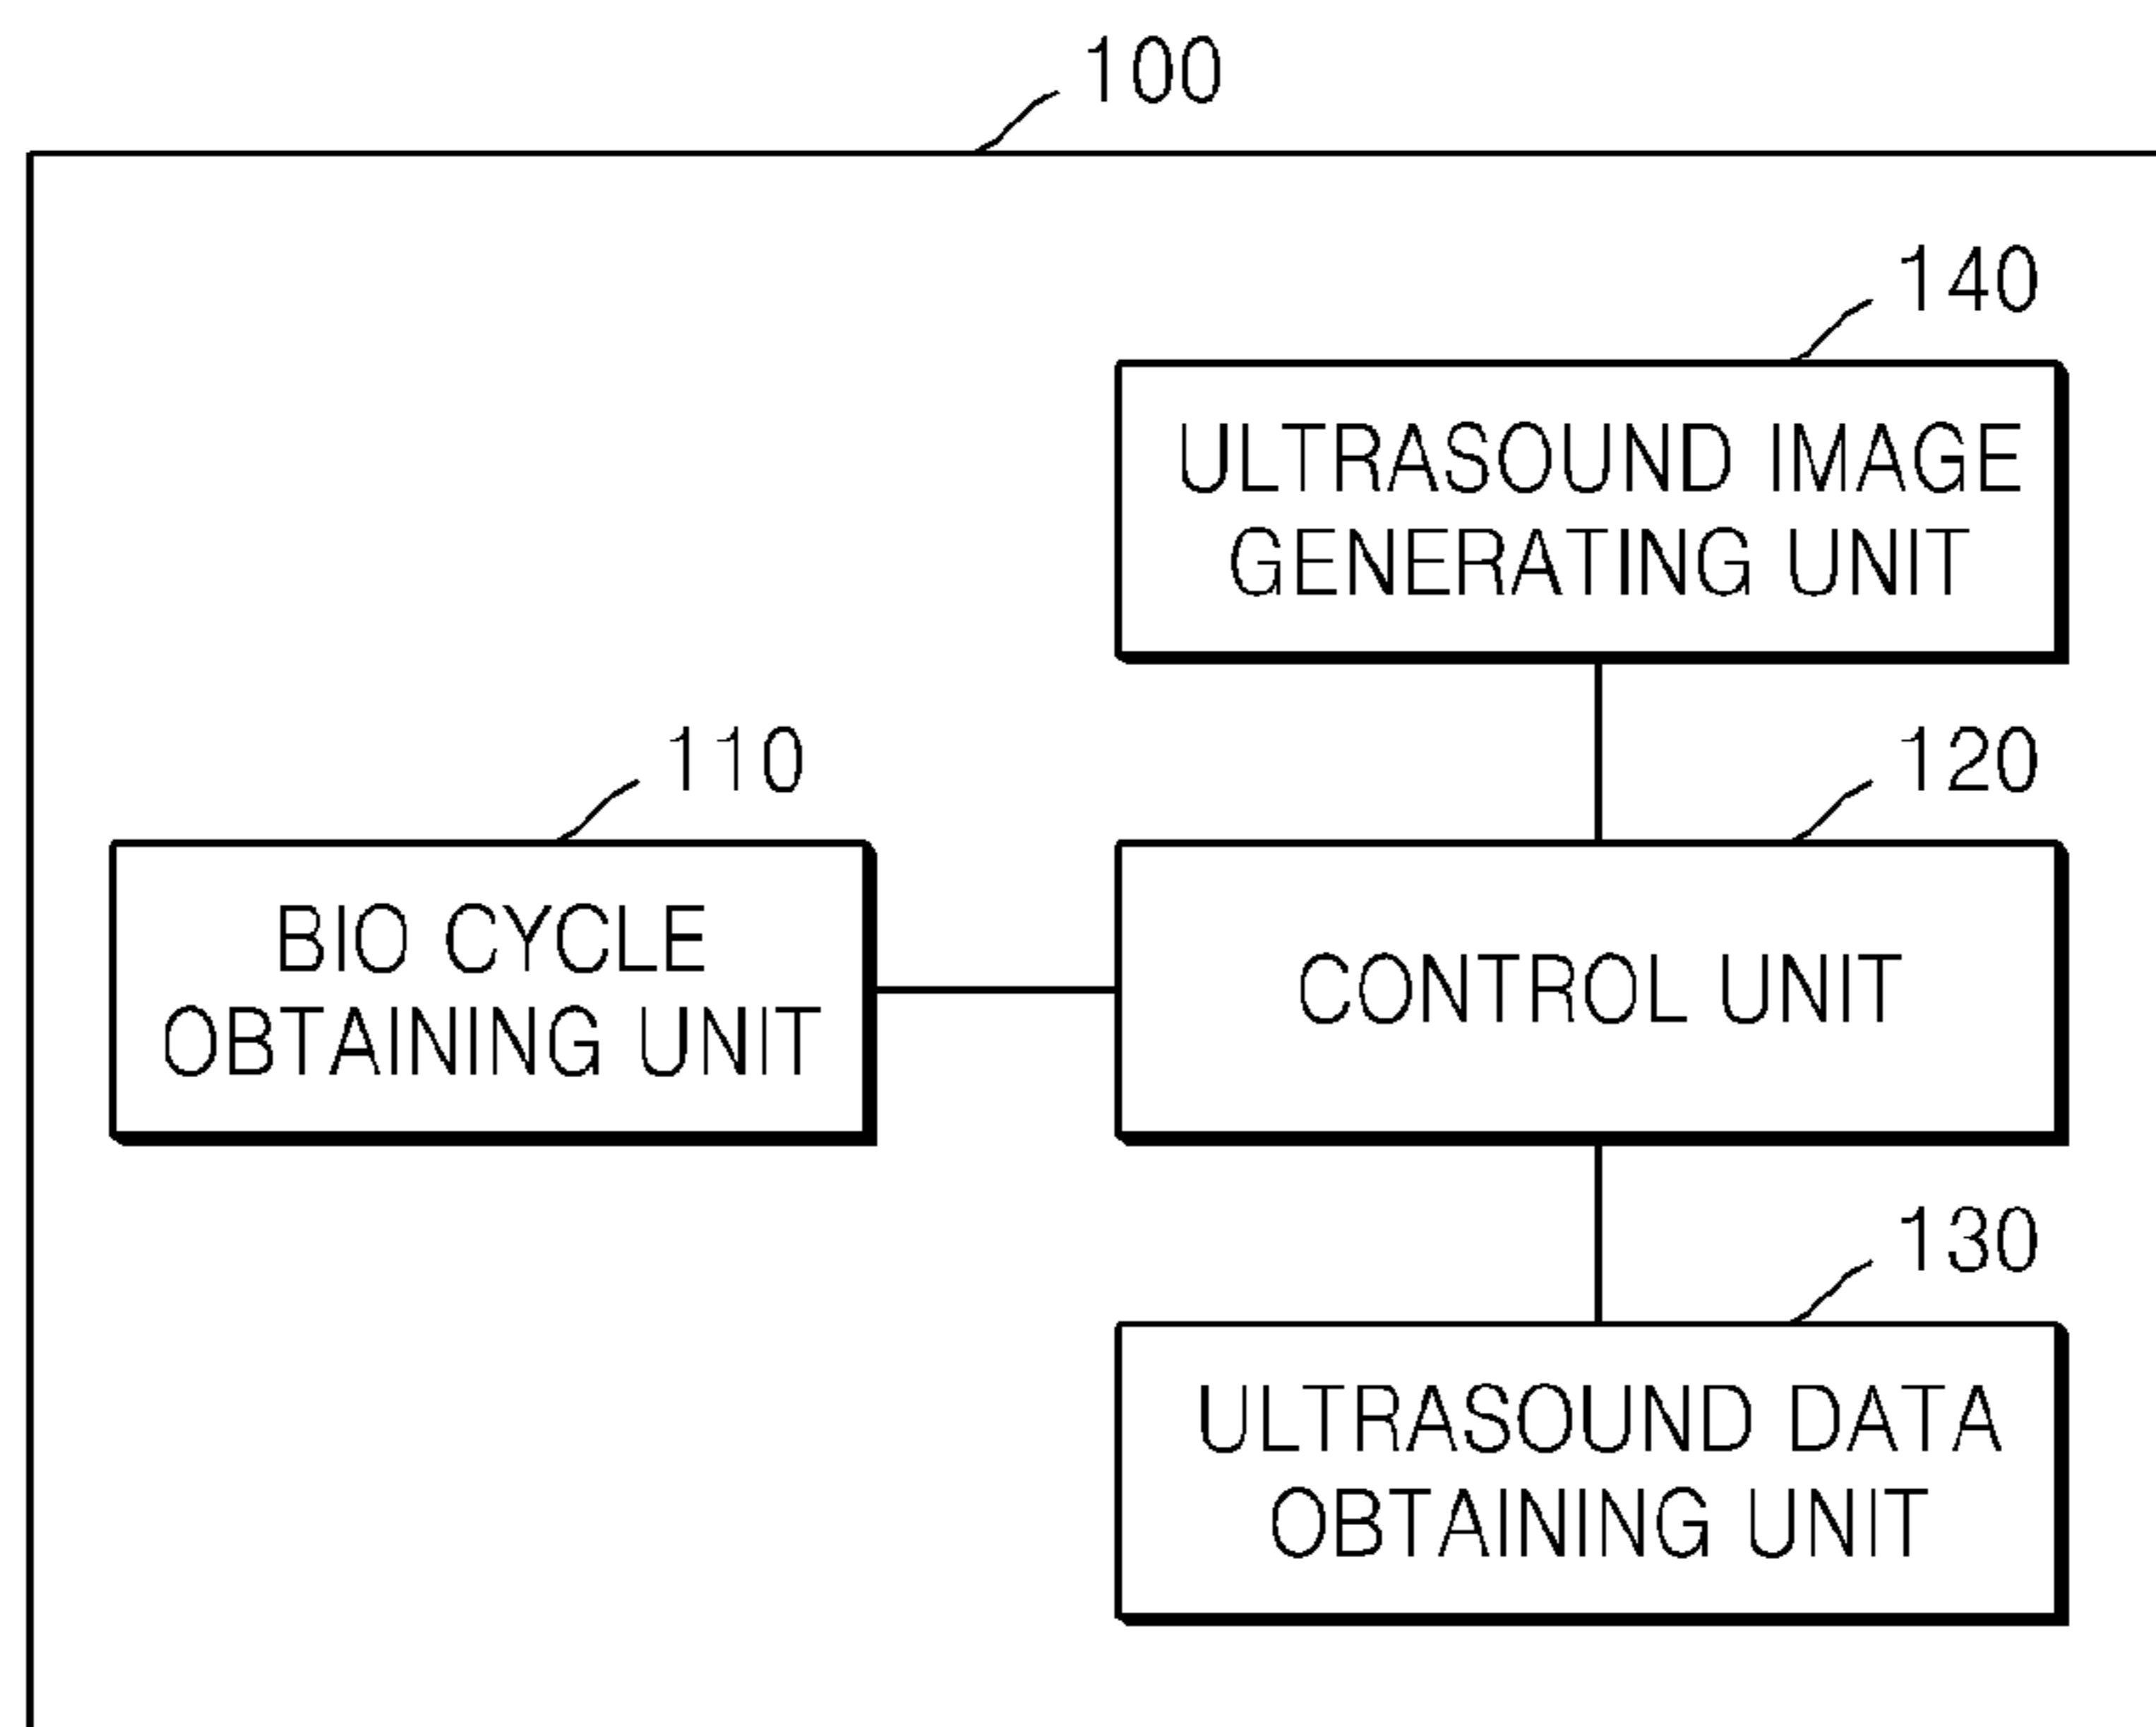 100
140
ULTRASOUND IMAGE
GENERATING UNIT
110
BIO CYCLE
OBTAINING UNIT
120
CONTROL UNIT
130
ULTRASOUND DATA
OBTAINING UNIT